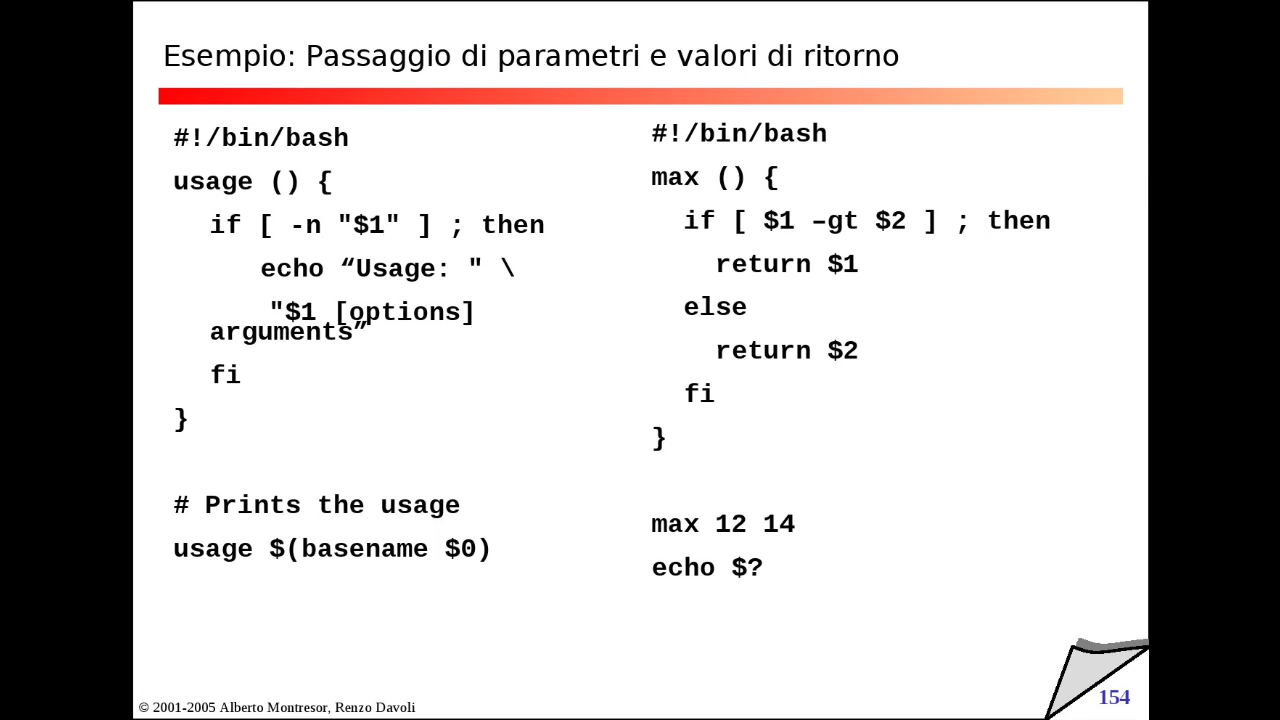 Esempio: Passaggio di parametri e valori di ritorno
#!/bin/bash
usage () {
if [ -n "$1" ] ; then
echo “Usage: " \
"$1 [options]
arguments”
fi
}
# Prints the usage
usage $(basename $0)
#!/bin/bash
max () {
if [ $1 –gt $2 ] ; then
return $1
else
return $2
fi
}
max 12 14
echo $?
© 2001-2005 Alberto Montresor, Renzo Davoli
154